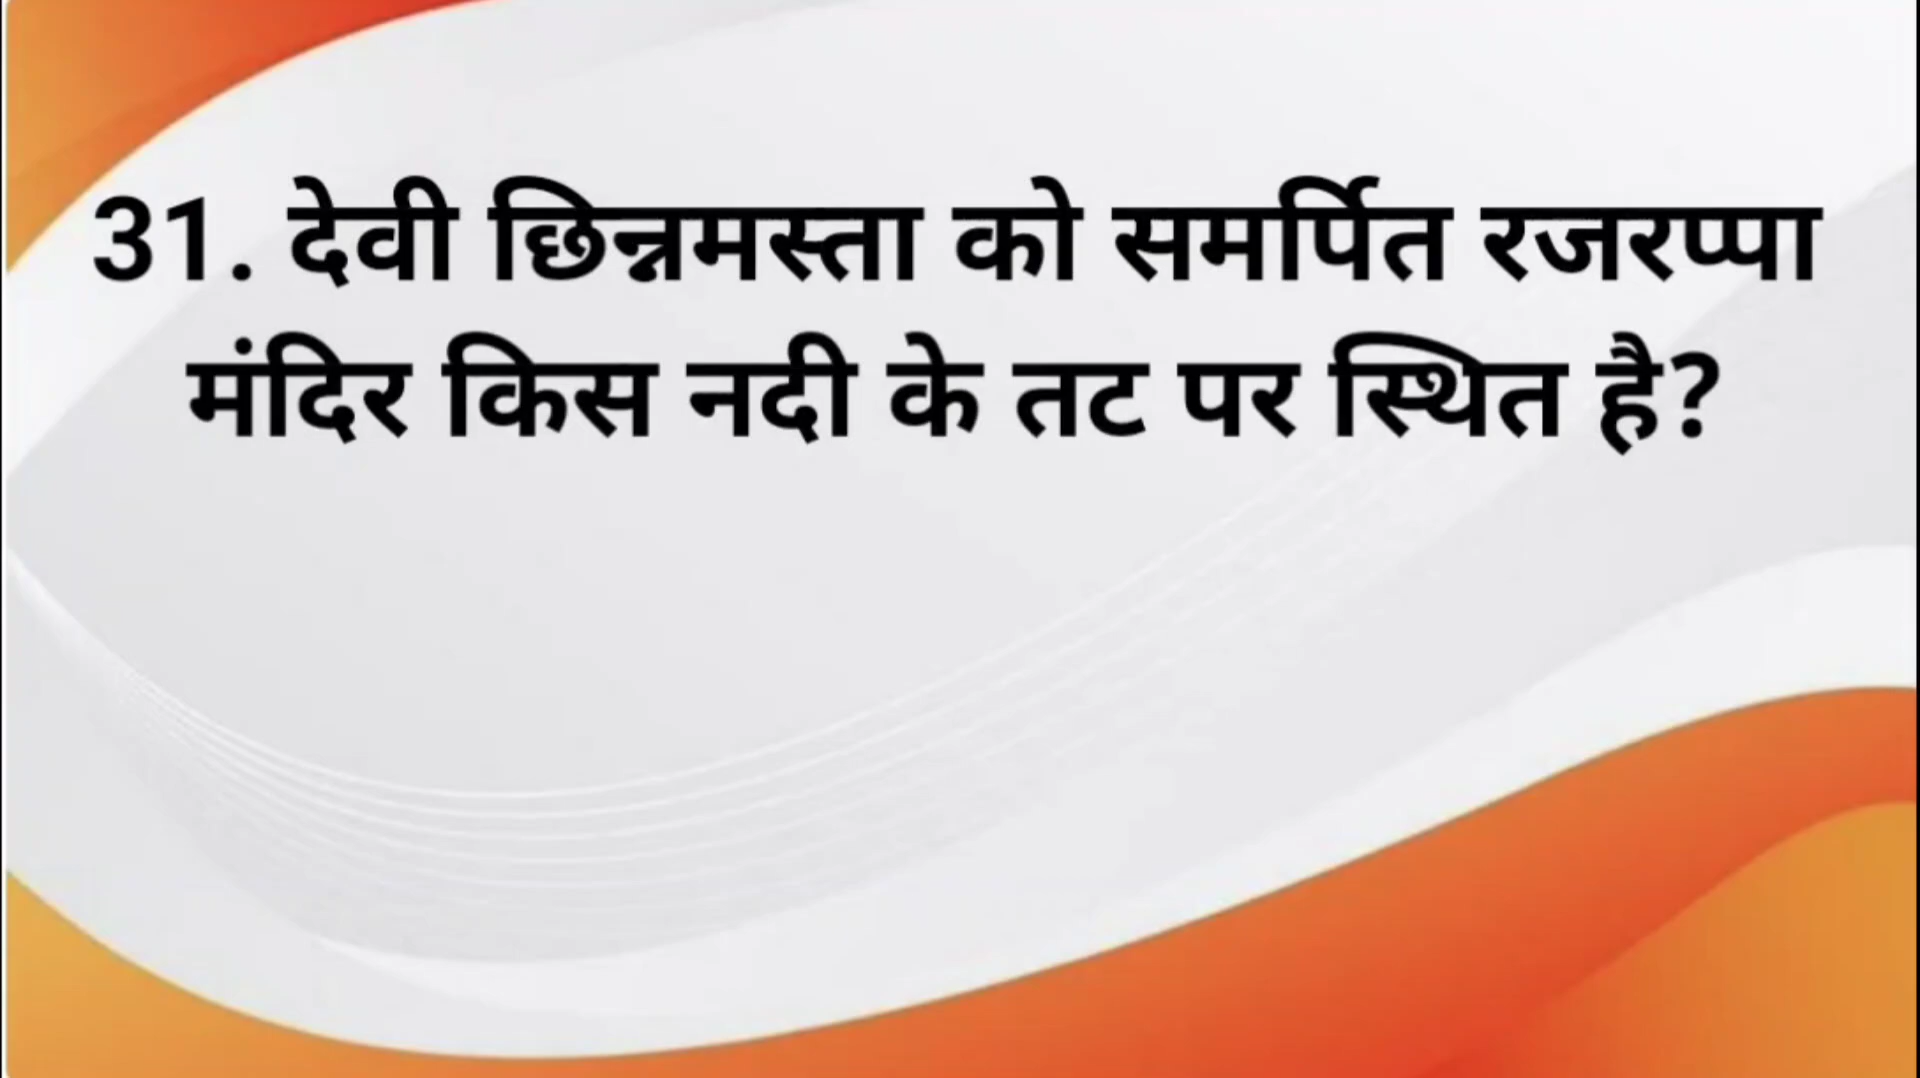 31. देवी छिन्नमस्ता को समर्पित रजरप्पा
मंदिर किस नदी के तट पर स्थित है?